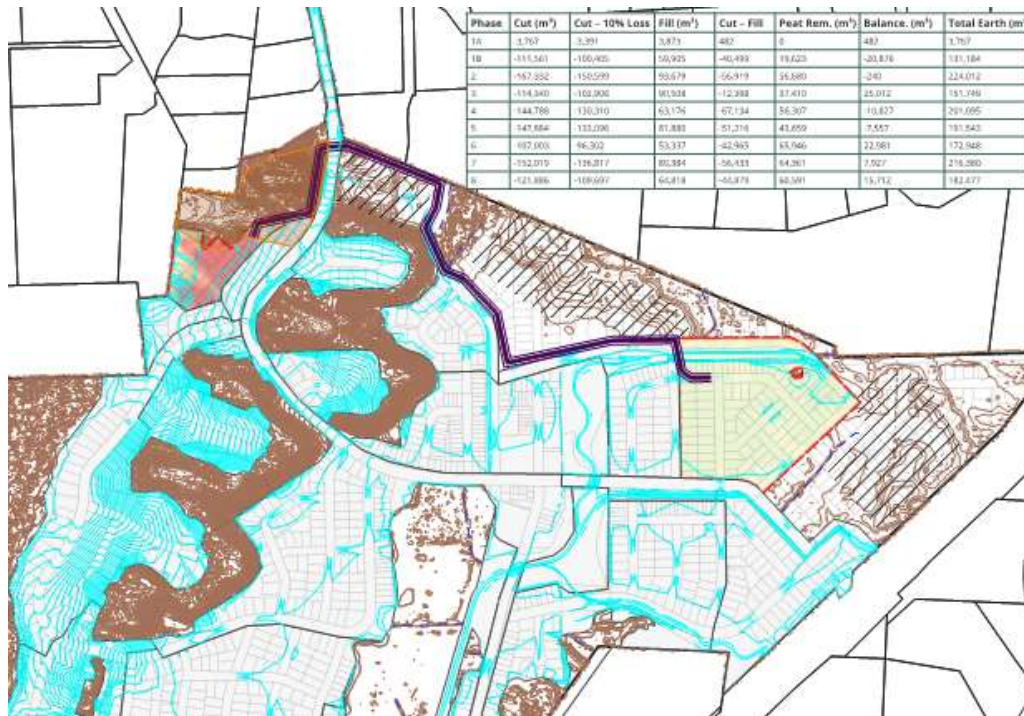 Phase Cut (m³) Cut – 10% Loss Fill (m³) Cut – Fill Peat Rem. (m³) Balance. (m³) Total Earth (m
1A 3,767 3,391 3,873 482 0 482 3,767
1B -111,561 -100,405 59,905 -40,499 19,623 -20,876 131,184
2 -167,332 -150,599 93,679 -56,919 56,680 -240 224,012
3 -114,340 -102,906 90,508 -12,398 37,410 25,012 151,749
4 -144,788 -130,310 63,176 -67,134 56,307 -10,827 201,095
5 -147,884 -133,096 81,880 -51,216 43,659 -7,557 191,543
6 -107,003 96,302 53,337 -42,965 65,946 22,981 172,948
7 -152,019 -136,817 80,384 -56,433 64,361 7,927 216,380
8 -121,886 -109,697 64,818 -44,879 60,591 15,712 182,477